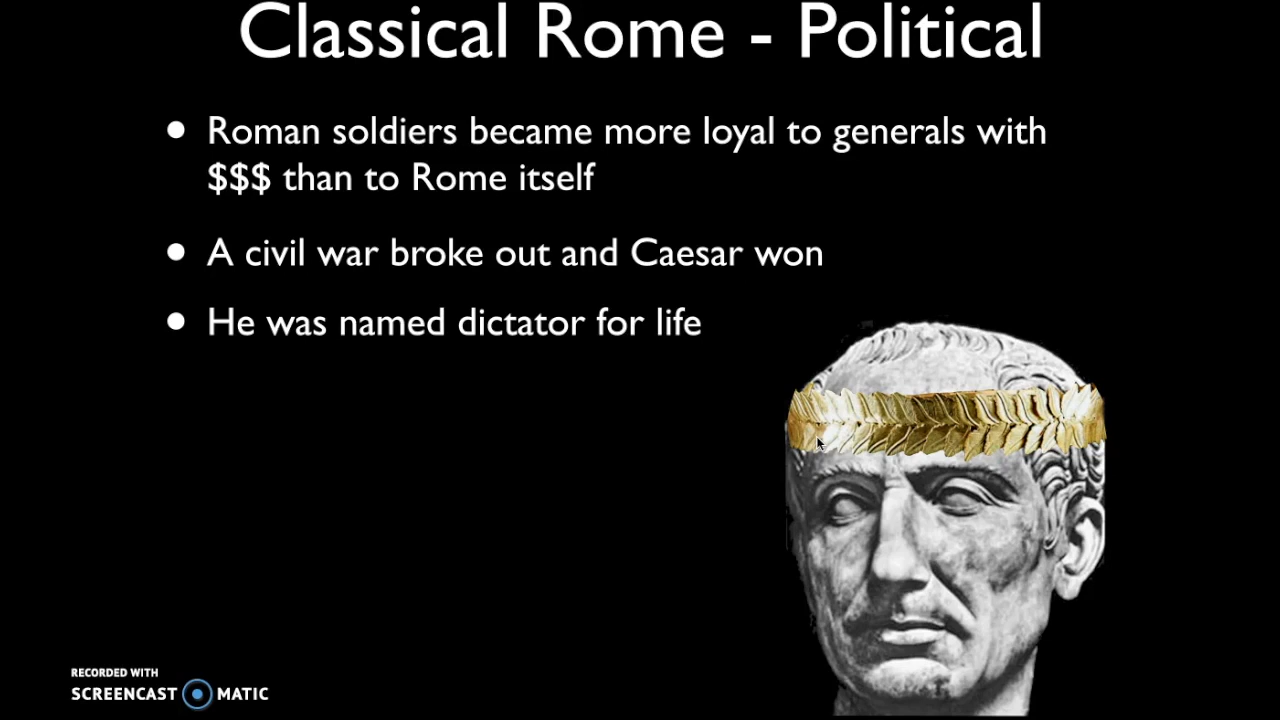 Classical Rome - Political
• Roman soldiers became more loyal to generals with
$$$ than to Rome itself
• A civil war broke out and Caesar won
• He was named dictator for life
RECORDED WITH
SCREENCAST MATIC